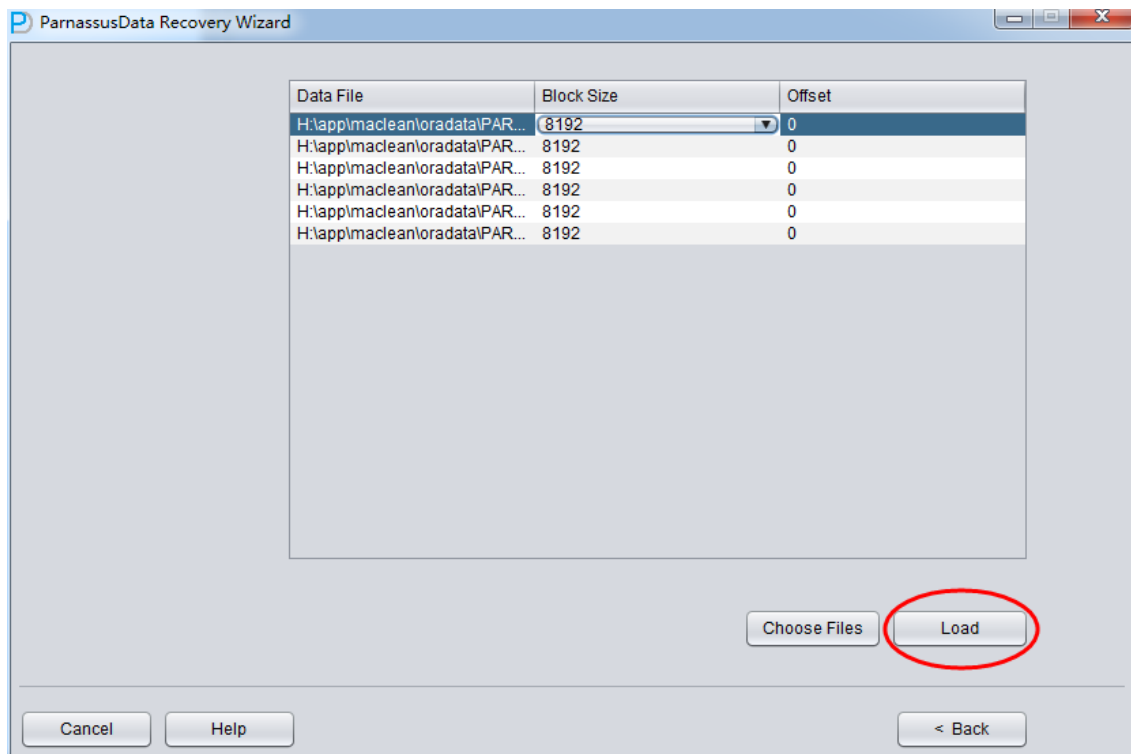 ParnassusData Recovery Wizard
Data File Block Size Offset
H:\app\maclean\oradata\PAR... 8192 0
H:\app\maclean\oradata\PAR... 8192 0
H:\app\maclean\oradata\PAR... 8192 0
H:\app\maclean\oradata\PAR... 8192 0
H:\app\maclean\oradata\PAR... 8192 0
H:\app\maclean\oradata\PAR... 8192 0
Choose Files Load
Cancel Help < Back